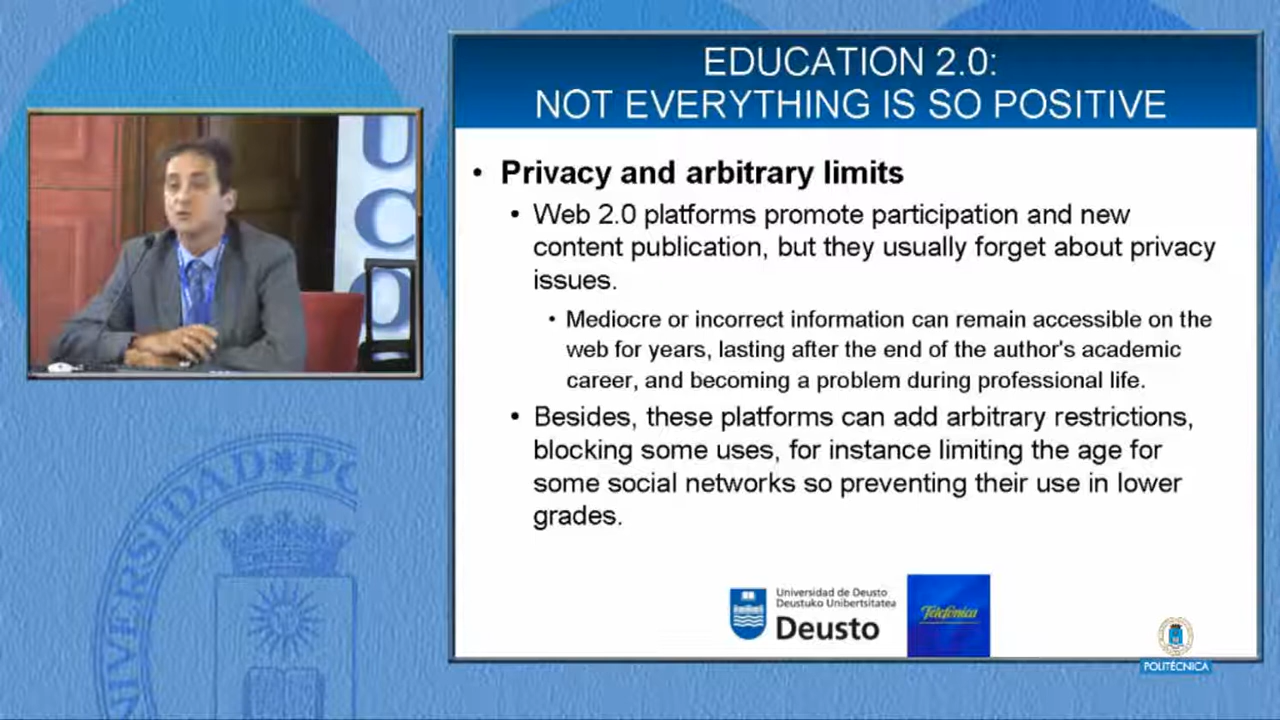 EDUCATION 2.0:
NOT EVERYTHING IS SO POSITIVE
• Privacy and arbitrary limits
• Web 2.0 platforms promote participation and new
content publication, but they usually forget about privacy
issues.
• Mediocre or incorrect information can remain accessible on the
web for years, lasting after the end of the author's academic
career, and becoming a problem during professional life.
• Besides, these platforms can add arbitrary restrictions,
blocking some uses, for instance limiting the age for
some social networks so preventing their use in lower
grades.
Universidad de Deusto
Deustuko Unibertsitatea
Deusto
Telefónica
POLITÉCNICA
U
C
NIVERSIDAD